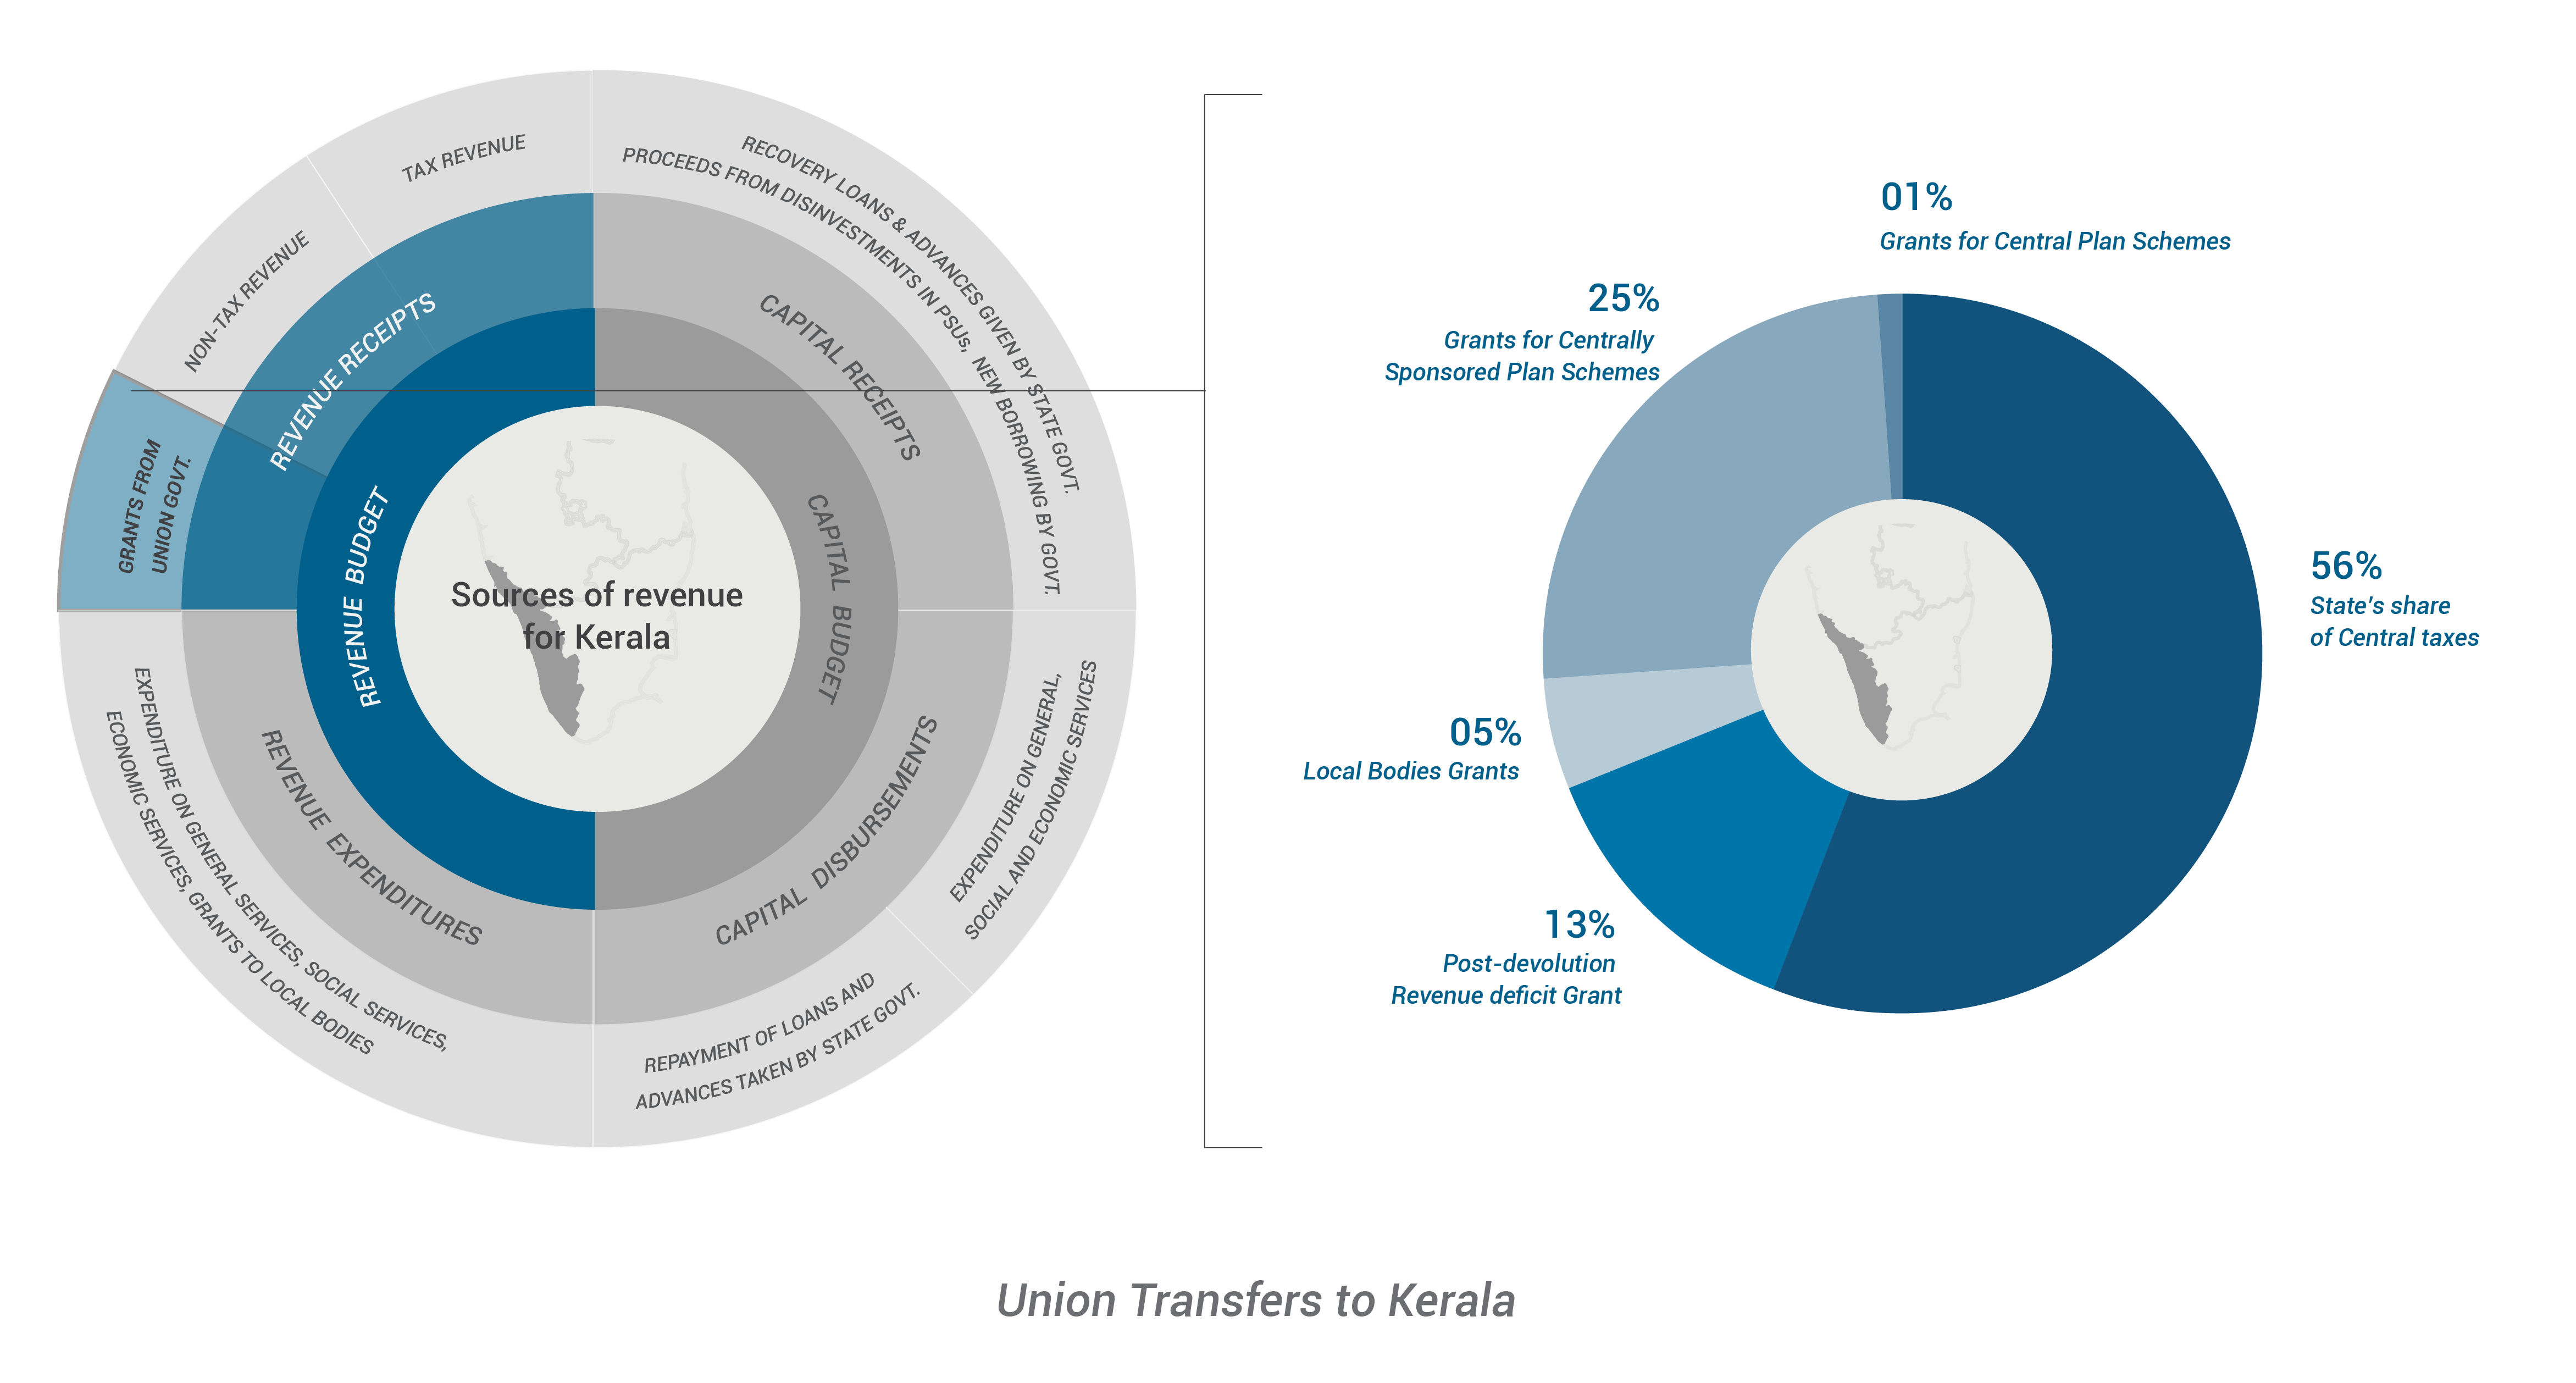 TAX REVENUE
NON-TAX REVENUE
GRANTS FROM
UNION GOVT.
REVENUE RECEIPTS
REVENUE BUDGET
RECOVERY LOANS & ADVANCES GIVEN BY STATE GOVT.
PROCEEDS FROM DISINVESTMENTS IN PSUs, NEW BORROWING BY GOVT.
CAPITAL RECEIPTS
CAPITAL BUDGET
Sources of revenue
for Kerala
EXPENDITURE ON GENERAL SERVICES, SOCIAL SERVICES,
ECONOMIC SERVICES, GRANTS TO LOCAL BODIES
REVENUE EXPENDITURES
CAPITAL DISBURSEMENTS
EXPENDITURE ON GENERAL,
SOCIAL AND ECONOMIC SERVICES
REPAYMENT OF LOANS AND
ADVANCES TAKEN BY STATE GOVT.
01%
Grants for Central Plan Schemes
25%
Grants for Centrally
Sponsored Plan Schemes
56%
State's share
of Central taxes
05%
Local Bodies Grants
13%
Post-devolution
Revenue deficit Grant
Union Transfers to Kerala